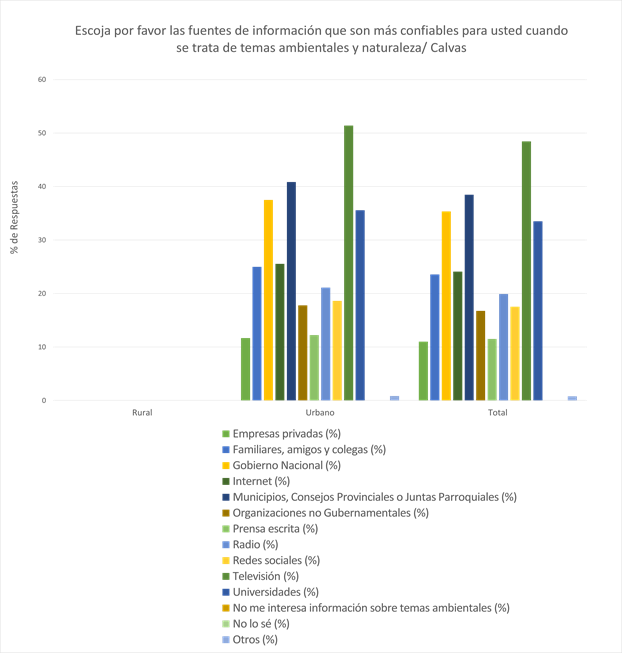 Escoja por favor las fuentes de información que son más confiables para usted cuando
se trata de temas ambientales y naturaleza/ Calvas
60
50
40
30
20
10
0
% de Respuestas
Rural
Urbano
Total
Empresas privadas (%)
Familiares, amigos y colegas (%)
Gobierno Nacional (%)
Internet (%)
Municipios, Consejos Provinciales o Juntas Parroquiales (%)
Organizaciones no Gubernamentales (%)
Prensa escrita (%)
Radio (%)
Redes sociales (%)
Televisión (%)
Universidades (%)
No me interesa información sobre temas ambientales (%)
No lo sé (%)
Otros (%)